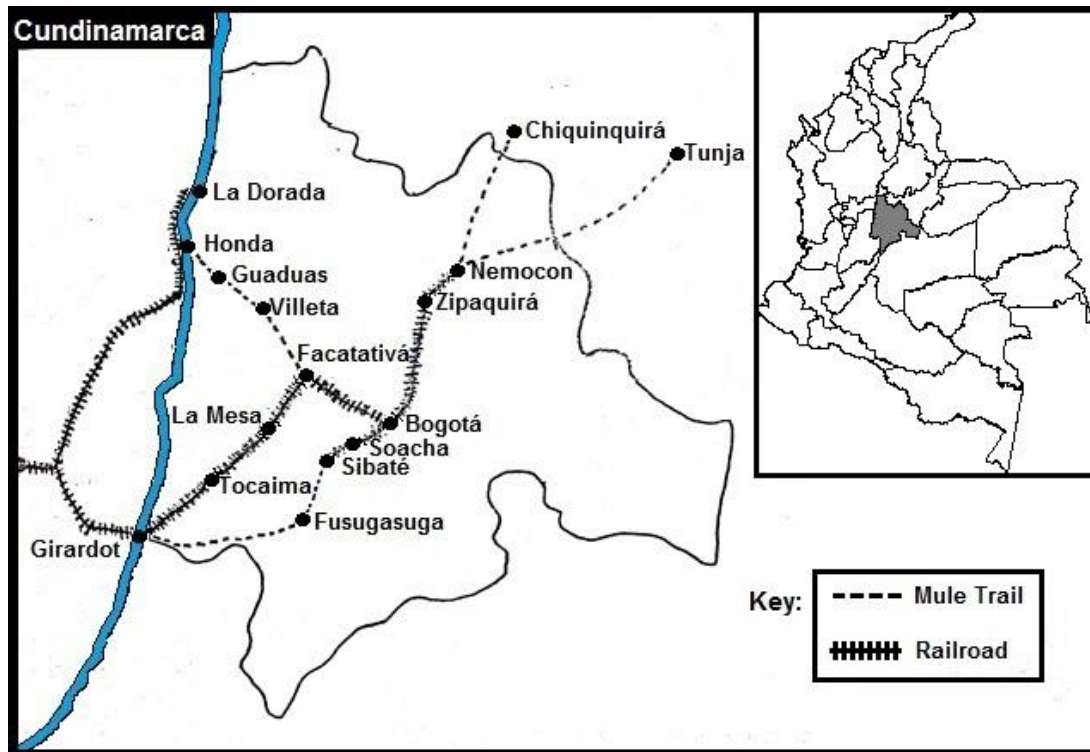 Cundinamarca
Chiquinquirá
Tunja
La Dorada
Honda
Nemocon
Guaduas
Zipaquirá
Villeta
Facatativá
La Mesa
Bogotá
Soacha
Sibaté
Tocaima
Fusugasuga
Girardot
Key:
Mule Trail
Railroad